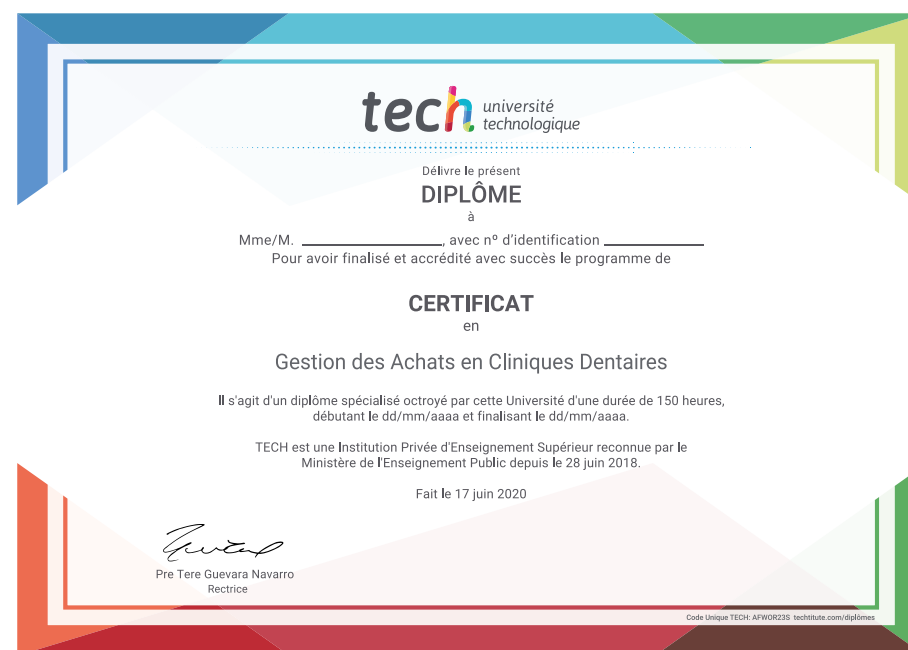 tech université
technologique
Délivre le présent
DIPLÔME
à
Mme/M. ____________, avec nº d'identification ____________
Pour avoir finalisé et accrédité avec succès le programme de
CERTIFICAT
en
Gestion des Achats en Cliniques Dentaires
Il s'agit d'un diplôme spécialisé octroyé par cette Université d'une durée de 150 heures,
débutant le dd/mm/aaaa et finalisant le dd/mm/aaaa.
TECH est une Institution Privée d'Enseignement Supérieur reconnue par le
Ministère de l'Enseignement Public depuis le 28 juin 2018.
Fait le 17 juin 2020
Pre Tere Guevara Navarro
Rectrice
Code Unique TECH: AFWOR23S techtitute.com/diplômes